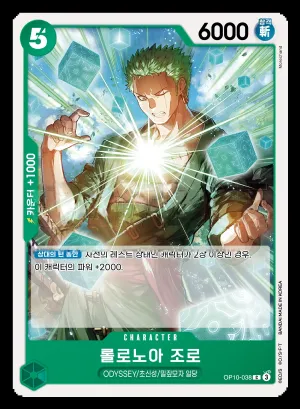 5
6000
참격
斬
카운터 +1000
상대의 턴 동안 자신의 레스트 상태인 캐릭터가 2장 이상인 경우,
이 캐릭터의 파워 +2000.
CHARACTER
롤로노아 조로
ODYSSEY/초신성/밀짚모자 일당
OP10-038
BANDAI MADE IN KOREA